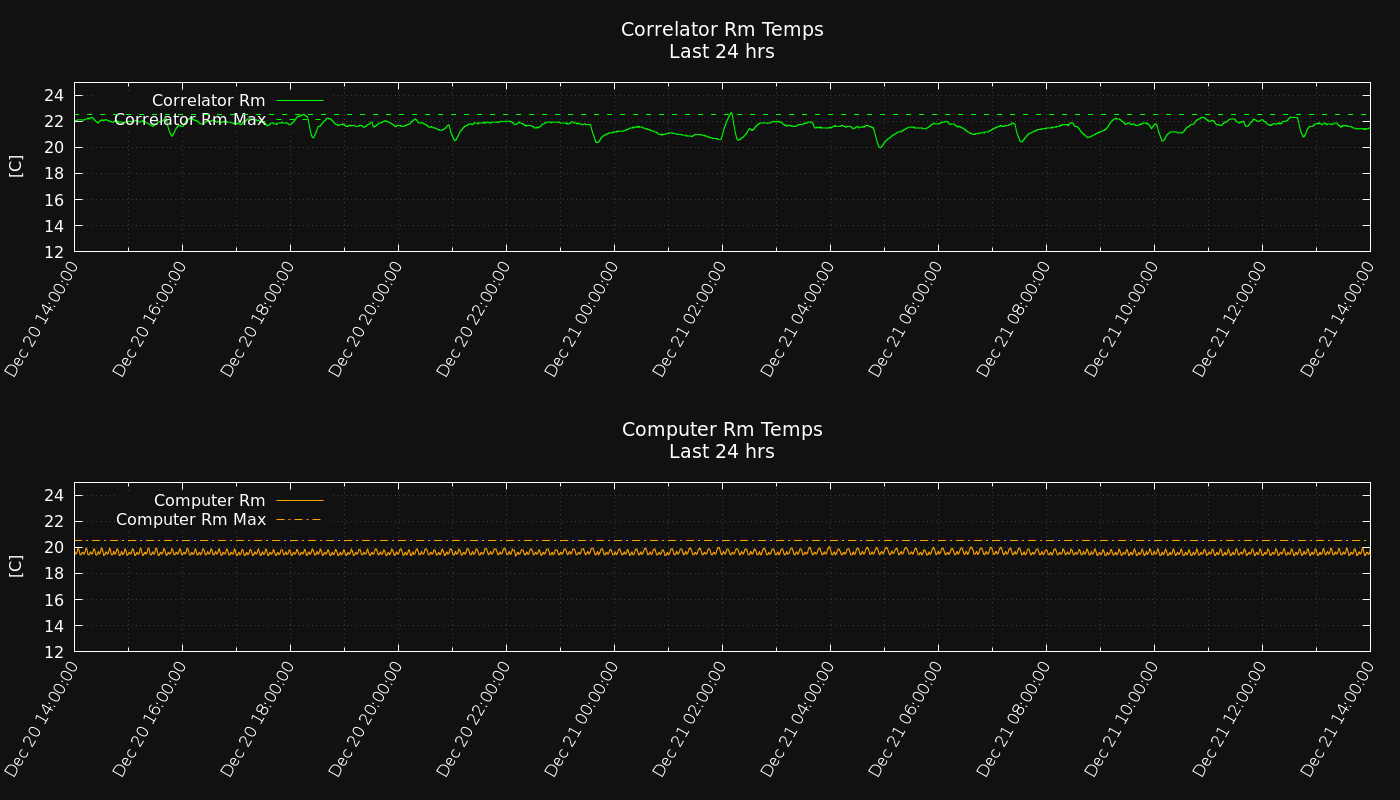 Correlator Rm Temps
Last 24 hrs
Correlator Rm
Correlator Rm Max
[C]
24
22
20
18
16
14
12
Dec 20 14:00:00
Dec 20 16:00:00
Dec 20 18:00:00
Dec 20 20:00:00
Dec 20 22:00:00
Dec 21 00:00:00
Dec 21 02:00:00
Dec 21 04:00:00
Dec 21 06:00:00
Dec 21 08:00:00
Dec 21 10:00:00
Dec 21 12:00:00
Dec 21 14:00:00
Computer Rm Temps
Last 24 hrs
Computer Rm
Computer Rm Max
[C]
24
22
20
18
16
14
12
Dec 20 14:00:00
Dec 20 16:00:00
Dec 20 18:00:00
Dec 20 20:00:00
Dec 20 22:00:00
Dec 21 00:00:00
Dec 21 02:00:00
Dec 21 04:00:00
Dec 21 06:00:00
Dec 21 08:00:00
Dec 21 10:00:00
Dec 21 12:00:00
Dec 21 14:00:00